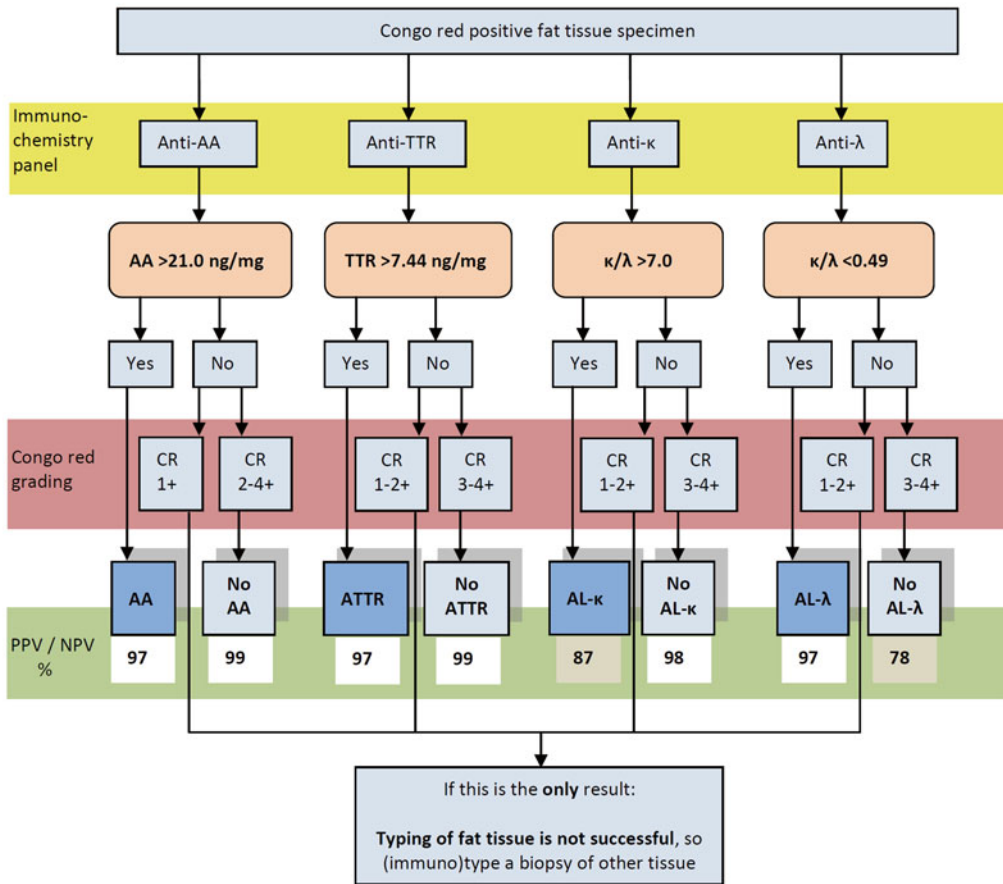 Congo red positive fat tissue specimen
Immuno-
chemistry
panel
Anti-AA
Anti-TTR
Anti-κ
Anti-λ
AA >21.0 ng/mg
TTR >7.44 ng/mg
κ/λ >7.0
κ/λ <0.49
Yes
No
Yes
No
Yes
No
Yes
No
Congo red
grading
CR
1+
CR
2-4+
CR
1-2+
CR
3-4+
CR
1-2+
CR
3-4+
CR
1-2+
CR
3-4+
AA
No
AA
ATTR
No
ATTR
AL-κ
No
AL-κ
AL-λ
No
AL-λ
PPV / NPV
%
97
99
97
99
87
98
97
78
If this is the only result:
Typing of fat tissue is not successful, so
(immuno)type a biopsy of other tissue